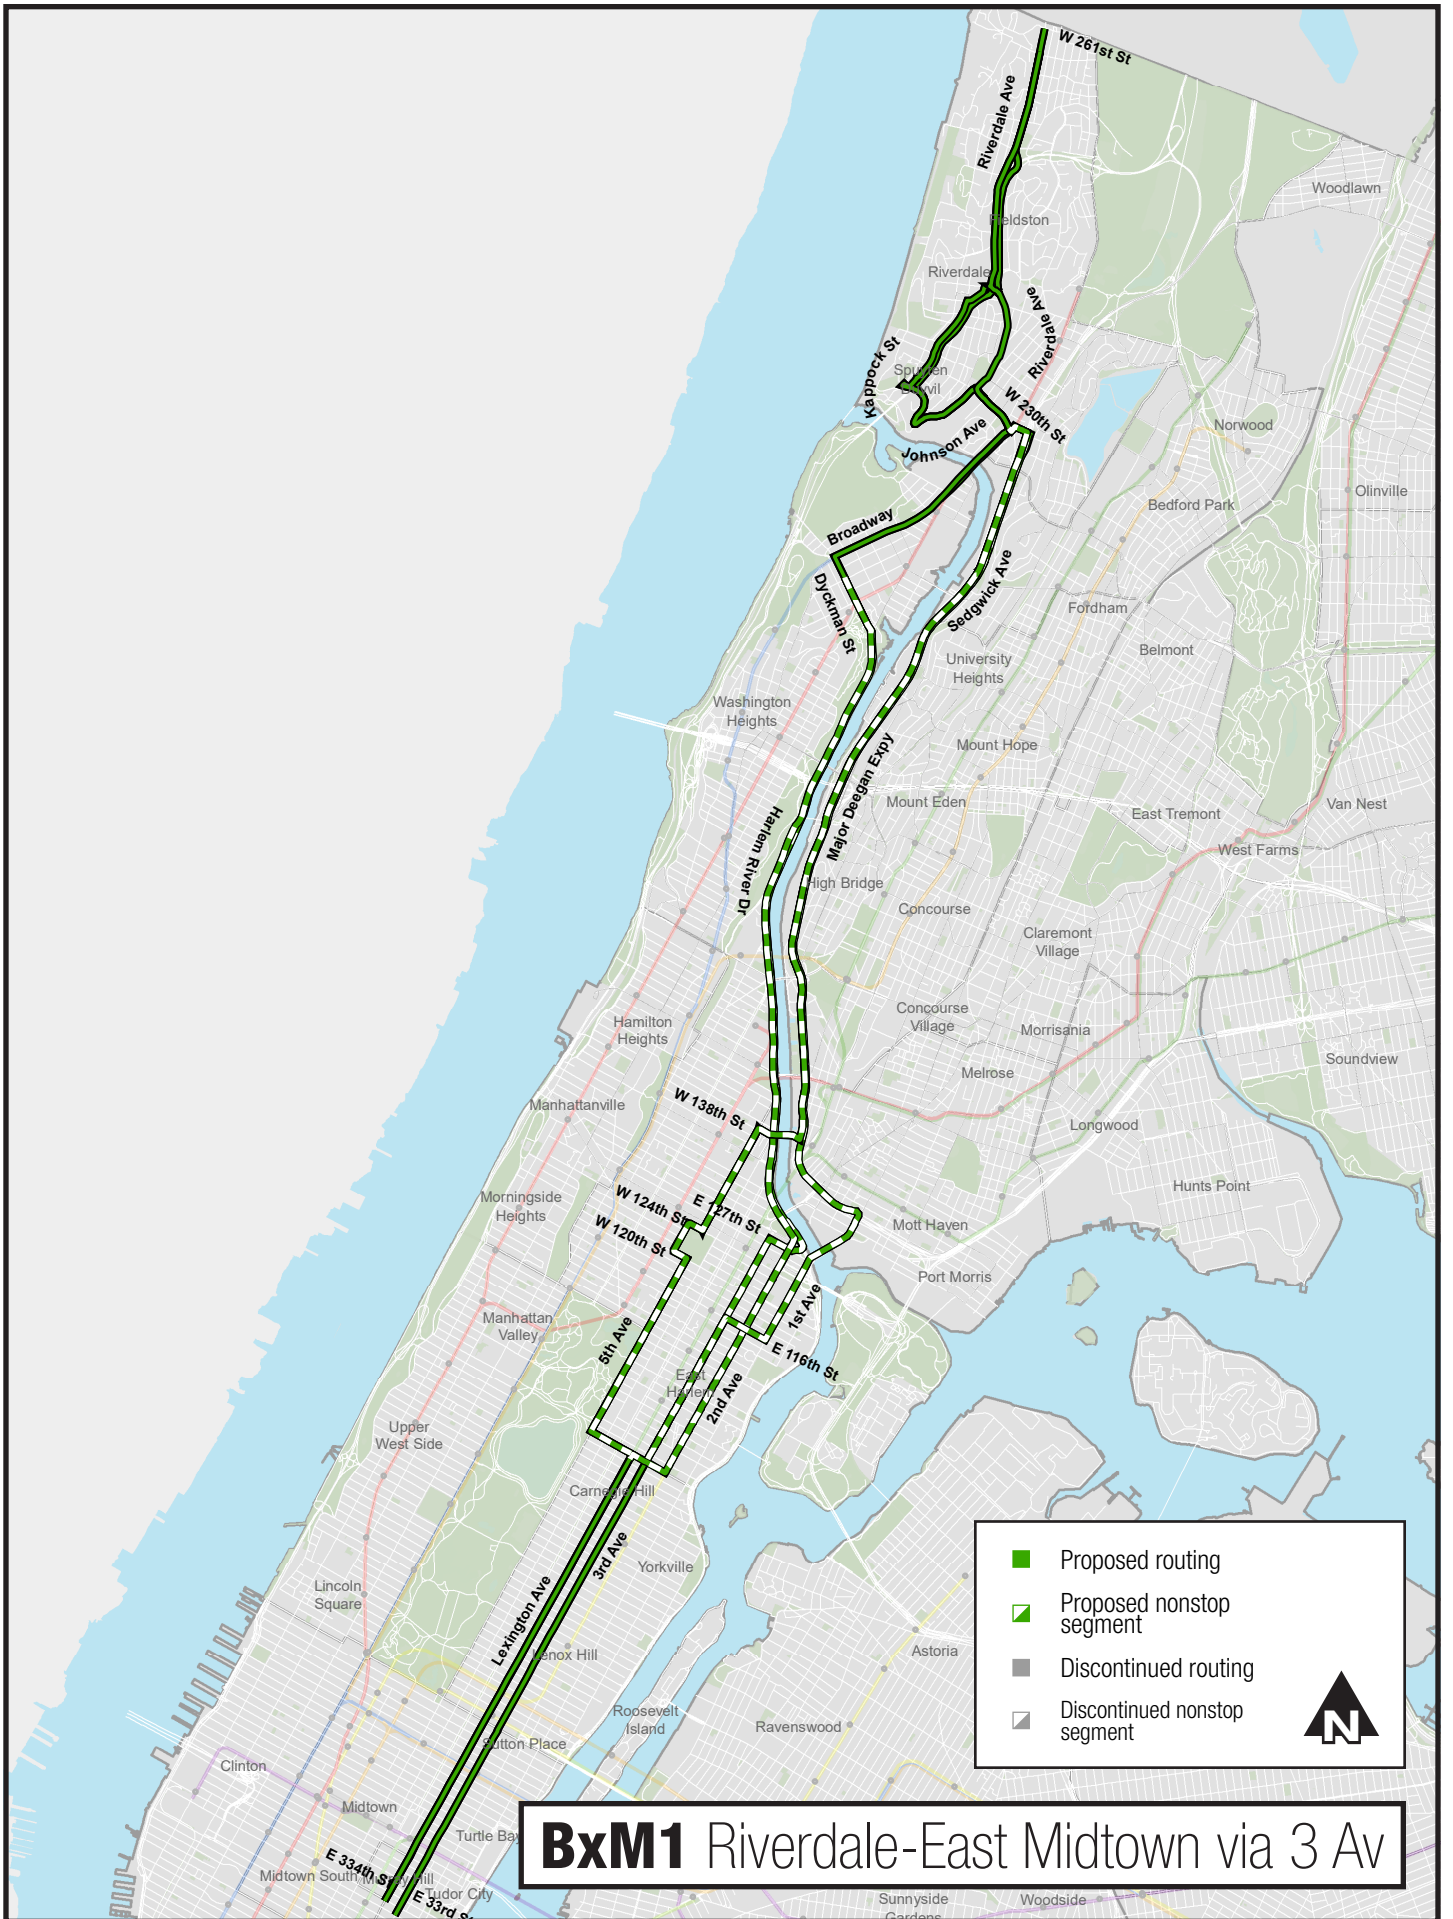 W 261st St
Riverdale Ave
Woodlawn
Fieldston
Riverdale
Riverdale Ave
Kappock St
Spuyten
Duyvil
W 230th St
Johnson Ave
Norwood
Olinville
Bedford Park
Broadway
Dyckman St
Sedgwick Ave
Fordham
Belmont
University
Heights
Washington
Heights
Mount Hope
Major Deegan Expy
Mount Eden
Van Nest
East Tremont
Harlem River Dr
West Farms
High Bridge
Concourse
Claremont
Village
Concourse
Village
Hamilton
Heights
Morrisania
Soundview
Melrose
Manhattanville
W 138th St
Longwood
Hunts Point
Morningside
Heights
W 124th St
E 127th St
W 120th St
Mott Haven
Port Morris
Manhattan
Valley
1st Ave
5th Ave
E 116th St
East
Harlem
2nd Ave
Upper
West Side
Carnegie Hill
3rd Ave
Yorkville
Lincoln
Square
Lexington Ave
Lenox Hill
Astoria
Roosevelt
Island
Ravenswood
Sutton Place
Clinton
Midtown
Turtle Bay
E 334th St
Midtown South
Murray Hill
Tudor City
E 33rd St
Sunnyside
Gardens
Woodside
Proposed routing
Proposed nonstop
segment
Discontinued routing
Discontinued nonstop
segment
N
BxM1 Riverdale-East Midtown via 3 Av